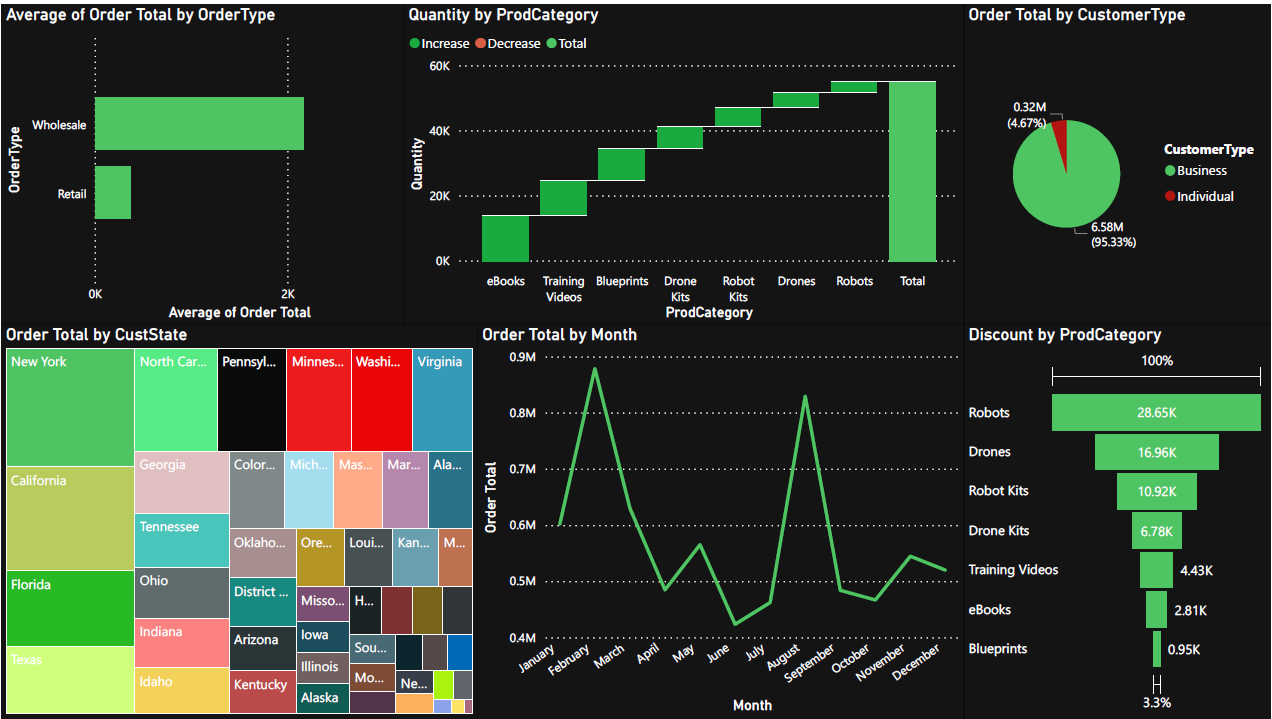 Average of Order Total by OrderType
OrderType
Wholesale
Retail
0K
2K
Average of Order Total
Quantity by ProdCategory
Increase
Decrease
Total
Quantity
60K
40K
20K
0K
eBooks
Training
Videos
Blueprints
Drone
Kits
Robot
Kits
Drones
Robots
Total
ProdCategory
Order Total by CustomerType
0.32M
(4.67%)
6.58M
(95.33%)
CustomerType
Business
Individual
Order Total by CustState
New York
California
Florida
Texas
North Car...
Pennsyl...
Minnes...
Washi...
Virginia
Georgia
Tennessee
Ohio
Indiana
Idaho
Color...
Mich...
Mas...
Mar...
Ala...
Oklaho...
District ...
Arizona
Kentucky
Ore...
Loui...
Kan...
M...
Misso...
Iowa
Illinois
Alaska
H...
Sou...
Mo...
Ne...
Order Total by Month
Order Total
0.9M
0.8M
0.7M
0.6M
0.5M
0.4M
January
February
March
April
May
June
July
August
September
October
November
December
Month
Discount by ProdCategory
100%
Robots
28.65K
Drones
16.96K
Robot Kits
10.92K
Drone Kits
6.78K
Training Videos
4.43K
eBooks
2.81K
Blueprints
0.95K
3.3%